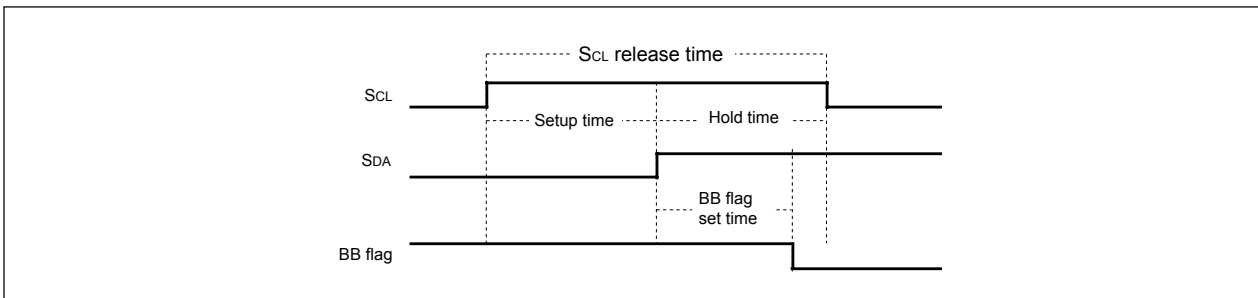 SCL release time
SCL
Setup time
Hold time
SDA
BB flag
set time
BB flag